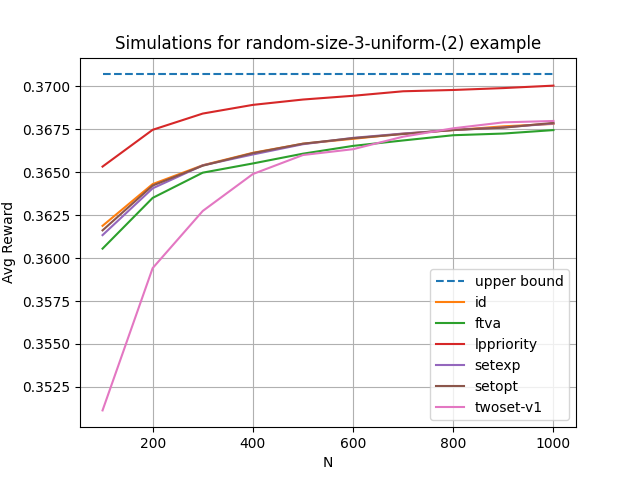 Simulations for random-size-3-uniform-(2) example
Avg Reward
0.3700
0.3675
0.3650
0.3625
0.3600
0.3575
0.3550
0.3525
upper bound
id
ftva
lppriority
setexp
setopt
twoset-v1
200 400 600 800 1000
N